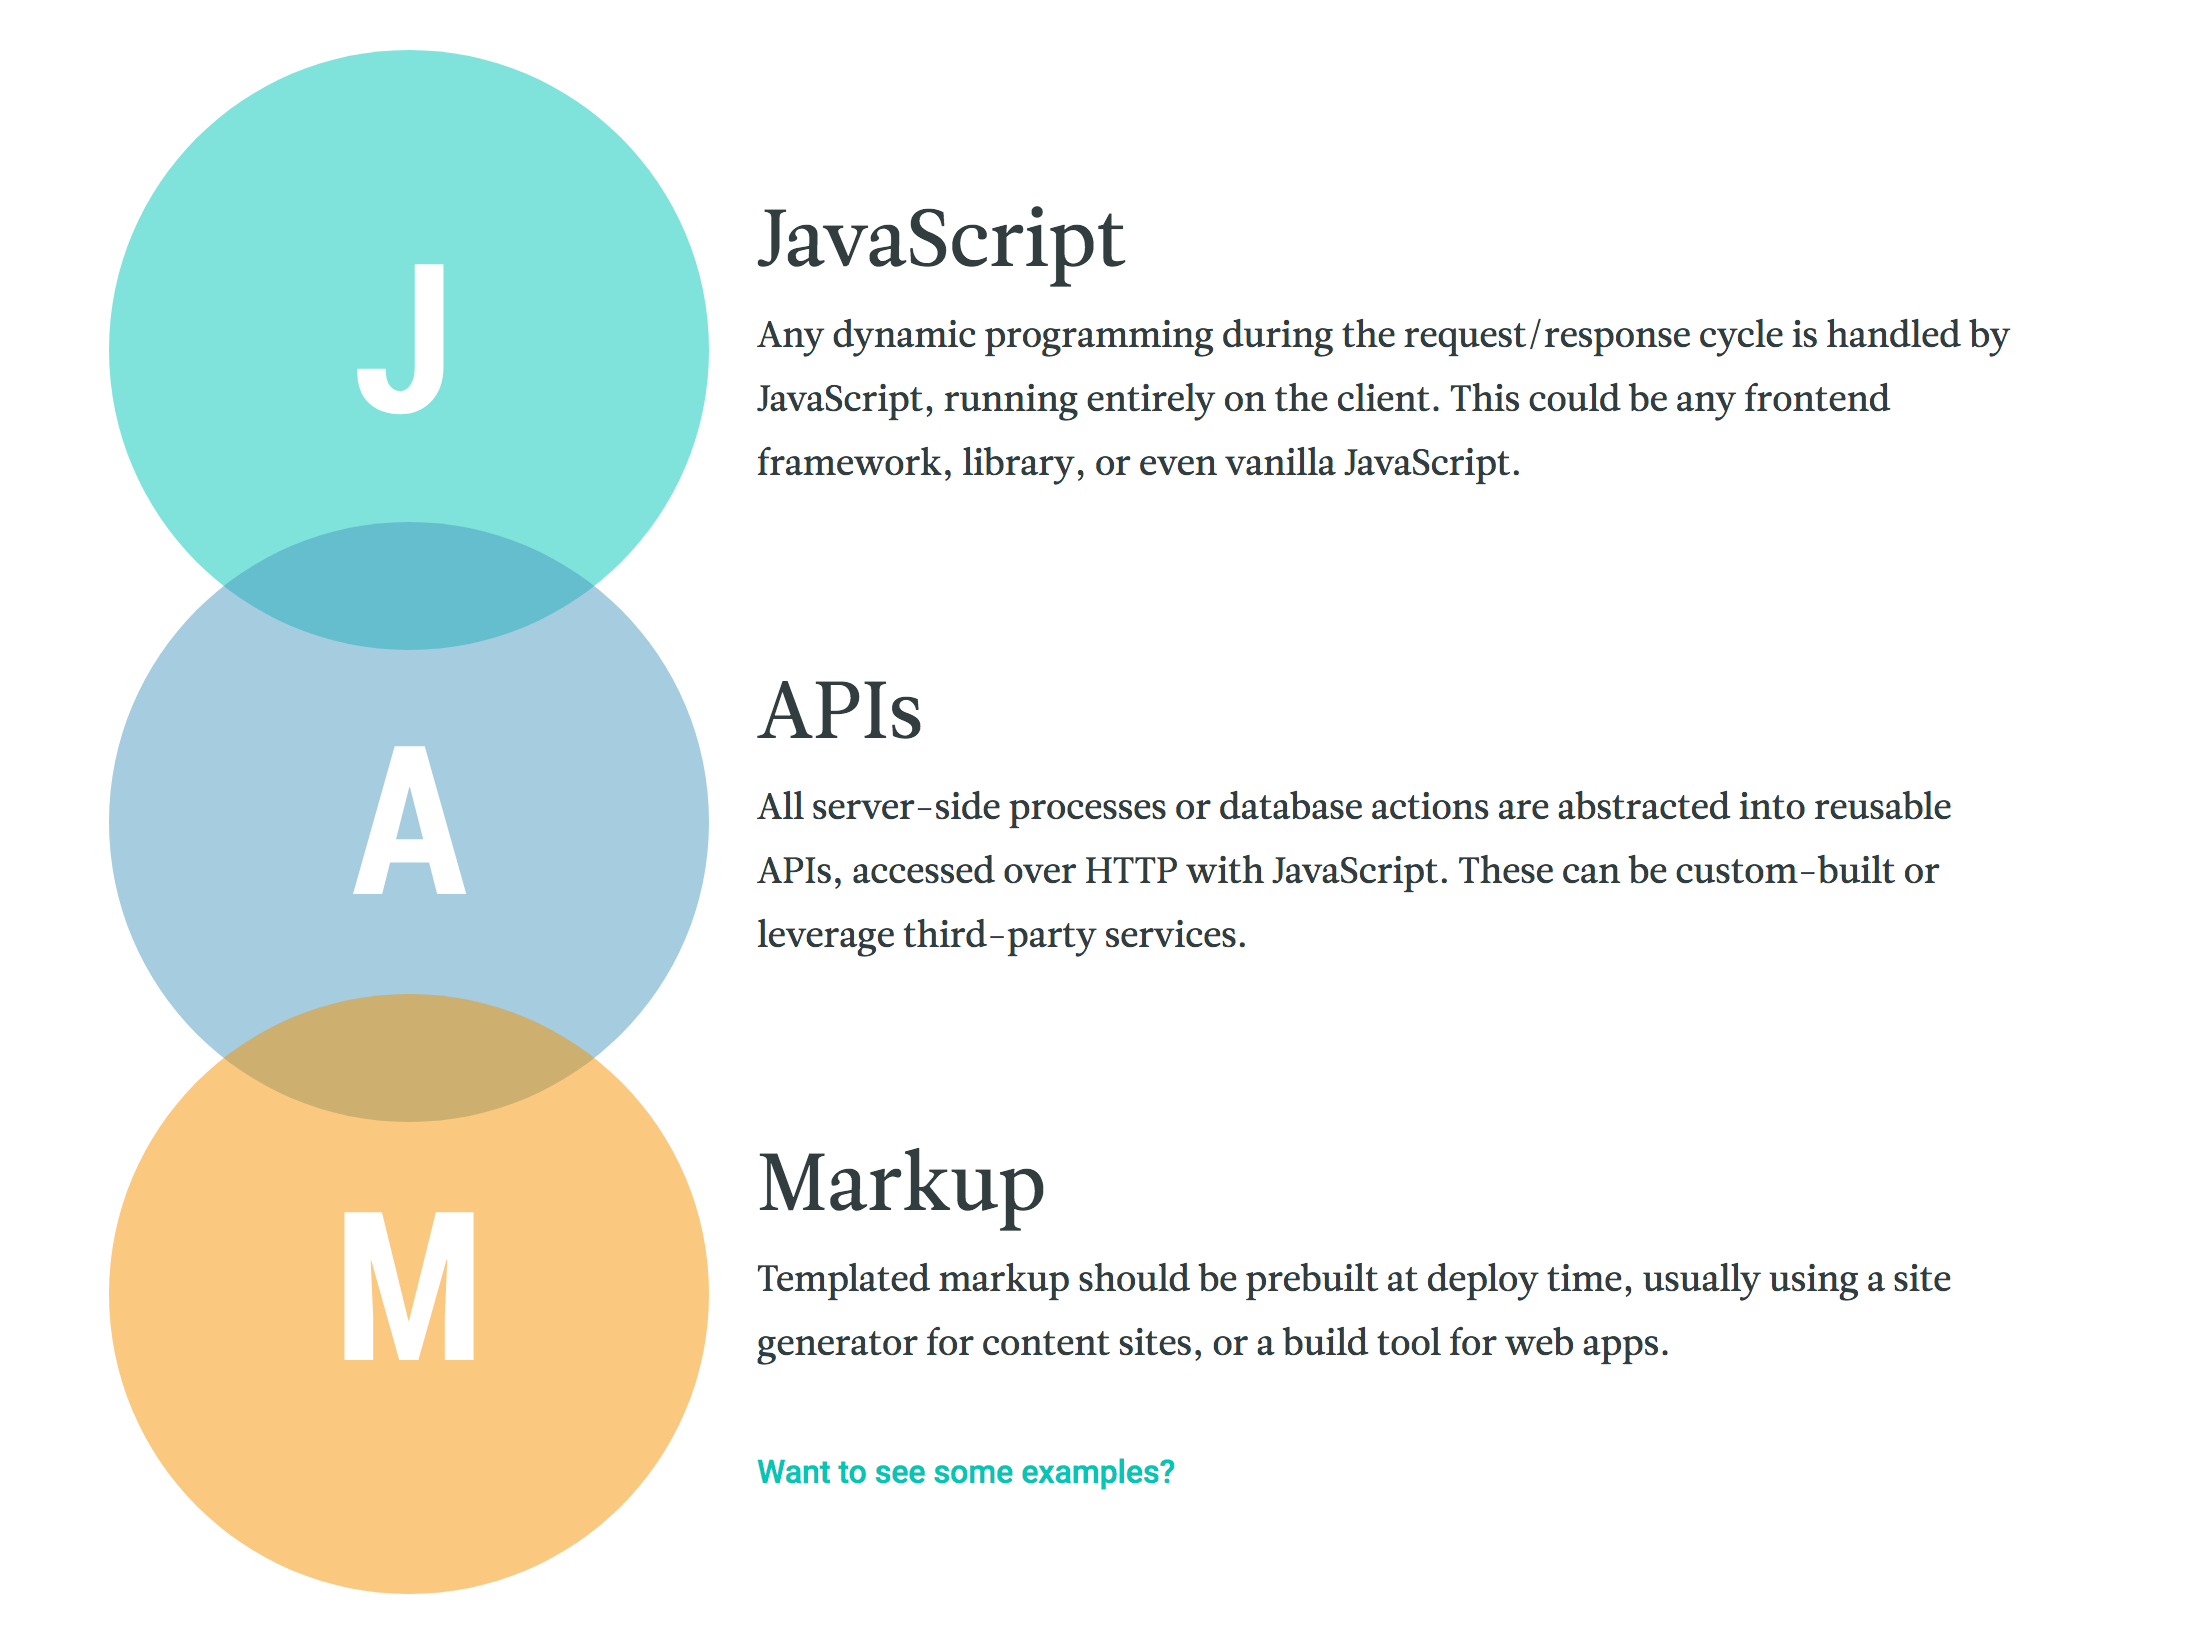 J
JavaScript
Any dynamic programming during the request/response cycle is handled by
JavaScript, running entirely on the client. This could be any frontend
framework, library, or even vanilla JavaScript.
A
APIs
All server-side processes or database actions are abstracted into reusable
APIs, accessed over HTTP with JavaScript. These can be custom-built or
leverage third-party services.
M
Markup
Templated markup should be prebuilt at deploy time, usually using a site
generator for content sites, or a build tool for web apps.
Want to see some examples?